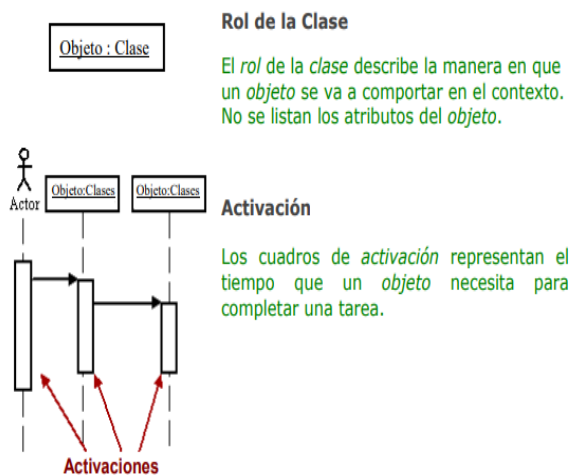 Objeto : Clase
Rol de la Clase
El rol de la clase describe la manera en que
un objeto se va a comportar en el contexto.
No se listan los atributos del objeto.
Actor
Objeto:Clases
Objeto:Clases
Activación
Los cuadros de activación representan el
tiempo que un objeto necesita para
completar una tarea.
Activaciones